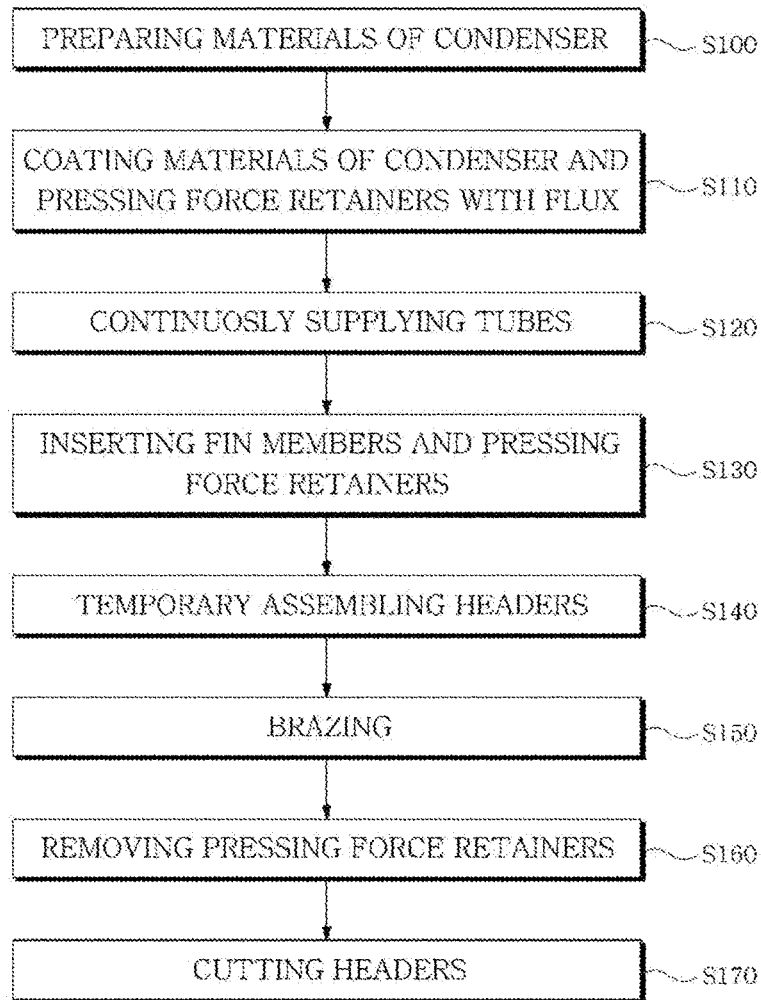 PREPARING MATERIALS OF CONDENSER
S100
COATING MATERIALS OF CONDENSER AND
PRESSING FORCE RETAINERS WITH FLUX
S110
CONTINUOSLY SUPPLYING TUBES
S120
INSERTING FIN MEMBERS AND PRESSING
FORCE RETAINERS
S130
TEMPORARY ASSEMBLING HEADERS
S140
BRAZING
S150
REMOVING PRESSING FORCE RETAINERS
S160
CUTTING HEADERS
S170